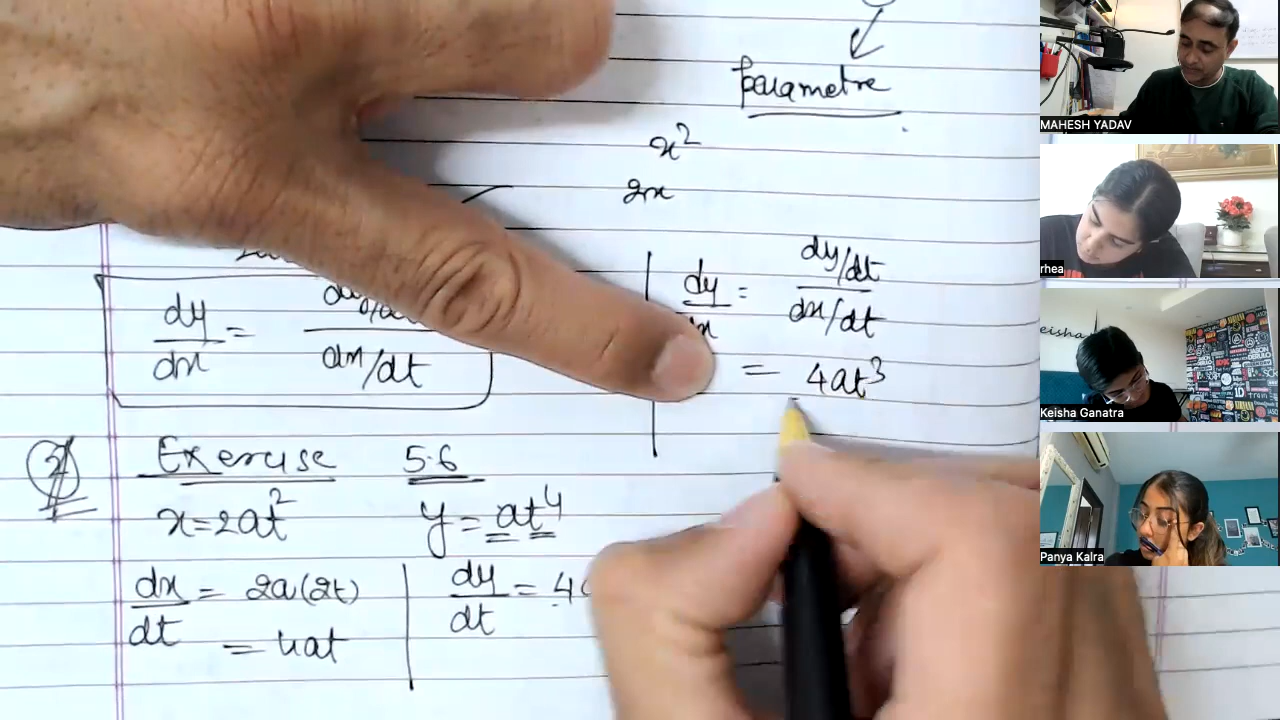 parametre
x²
2x
dy/dx = dy/dt / dx/dt
dy/dx = dy/dt / dx/dt
= 4at³
Exercise 5.6
x=2at² y = at⁴
dx/dt = 2a(2t) dy/dt = 4
= 4at
MAHESH YADAV
rhea
Keisha Ganatra
Panya Kalra